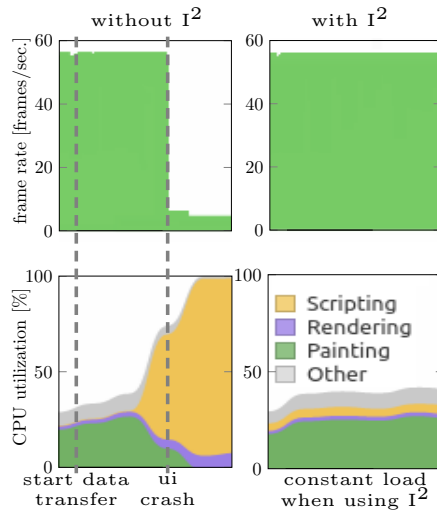 without I²
with I²
frame rate [frames/sec.]
60
40
20
0
60
40
20
0
CPU utilization [%]
100
50
0
100
50
0
Scripting
Rendering
Painting
Other
start data
transfer
ui
crash
constant load
when using I²